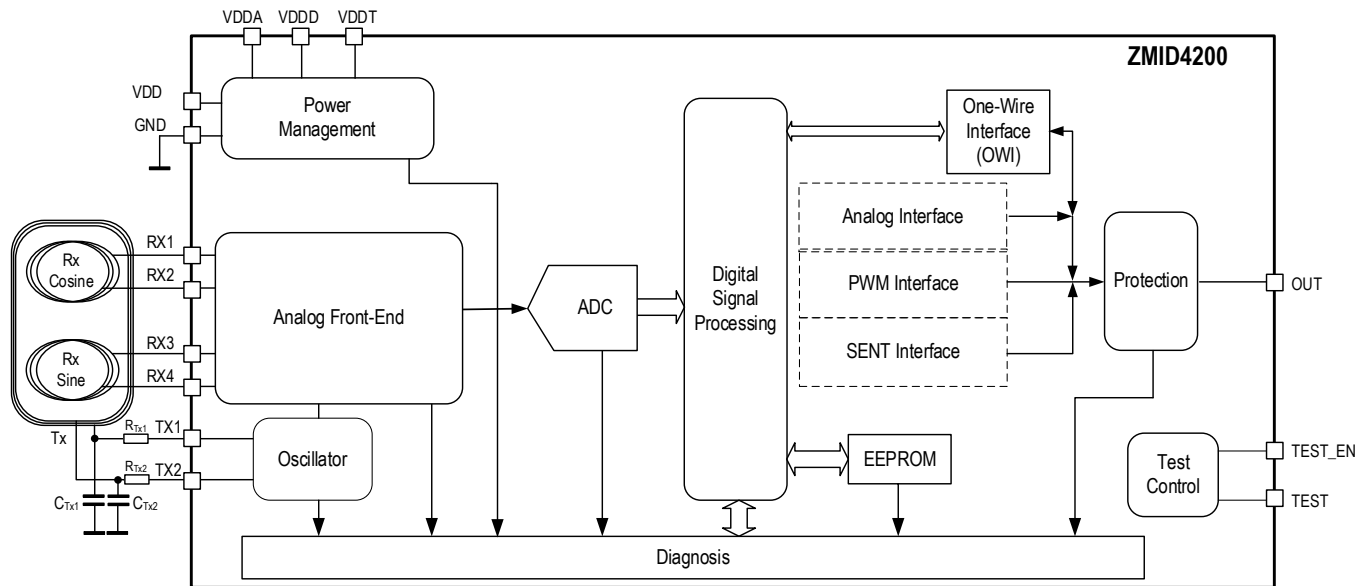 VDDA
VDDD
VDDT
ZMID4200
VDD
GND
Power
Management
One-Wire
Interface
(OWI)
RX1
RX2
RX3
RX4
Rx
Cosine
Rx
Sine
Analog Front-End
ADC
Digital
Signal
Processing
Analog Interface
PWM Interface
SENT Interface
Protection
OUT
Tx
RTx1
TX1
RTx2
TX2
CTx1
CTx2
Oscillator
EEPROM
Test
Control
TEST_EN
TEST
Diagnosis